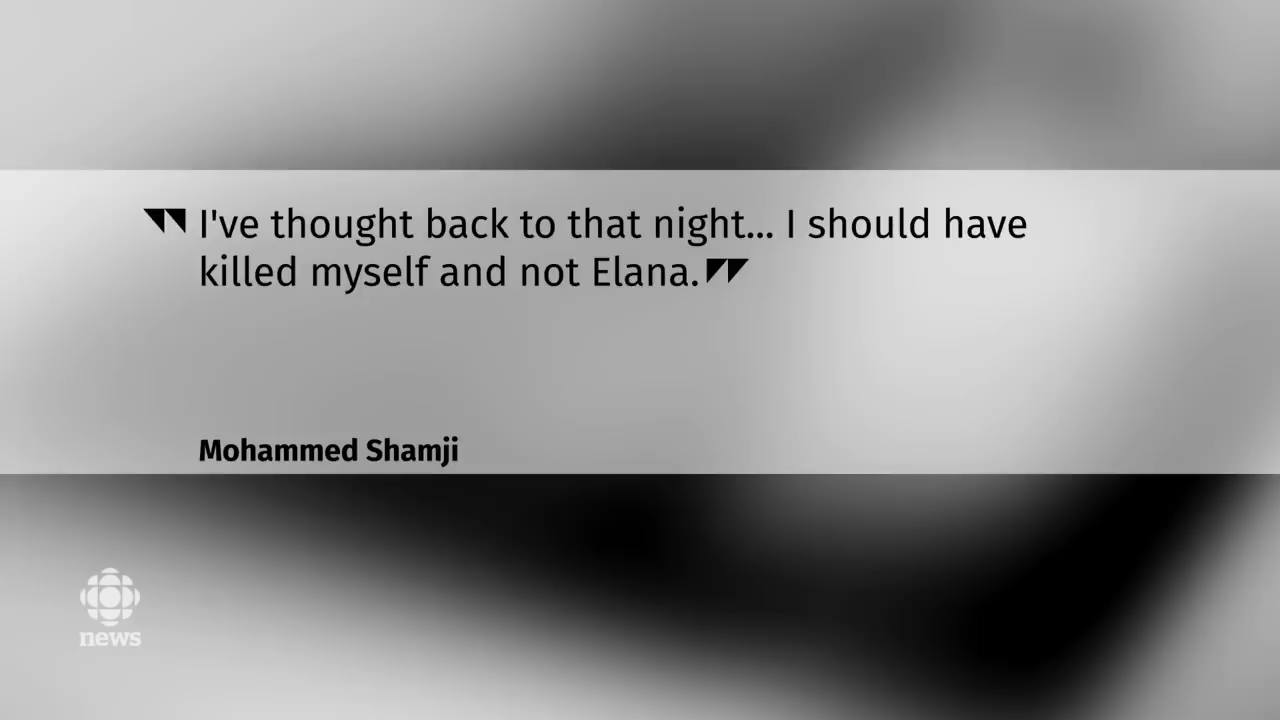 I've thought back to that night... I should have
killed myself and not Elana.
Mohammed Shamji
news